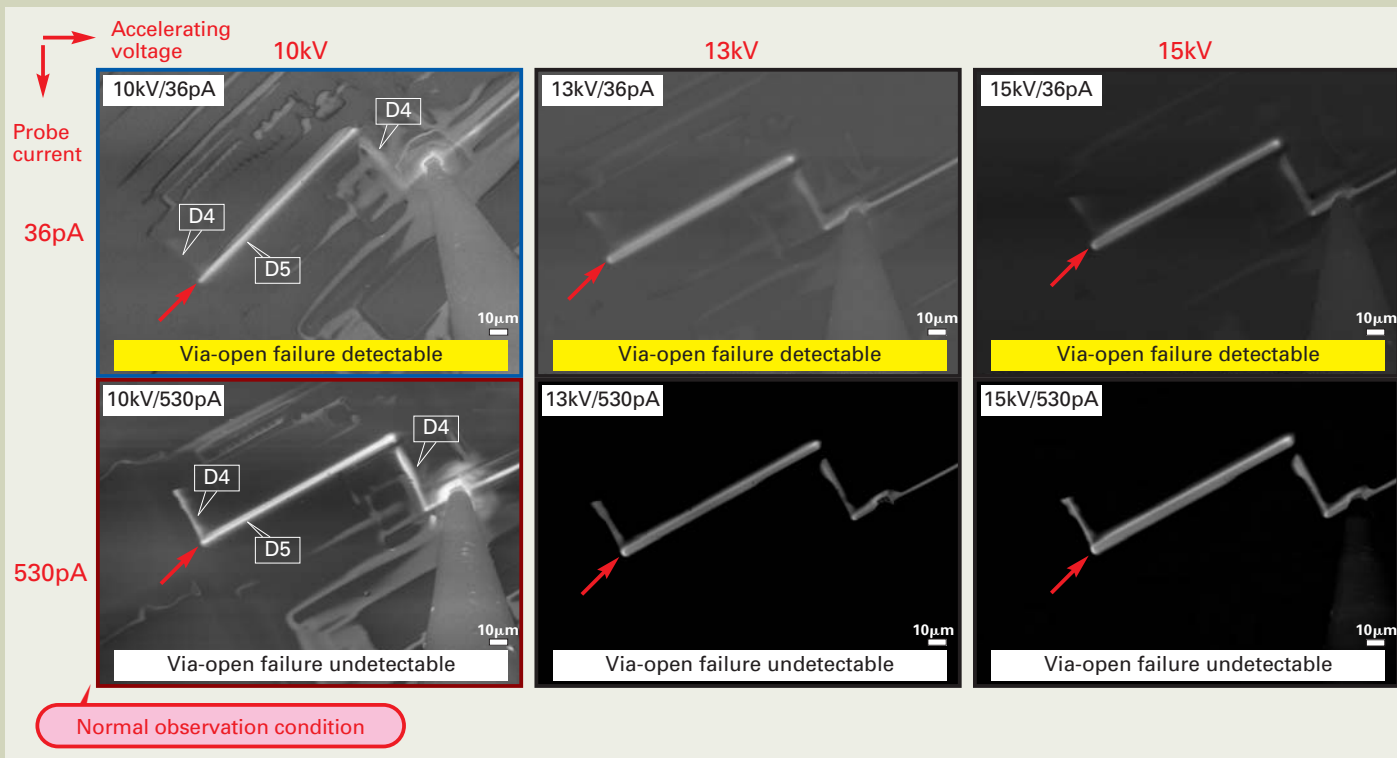 Accelerating
voltage
10kV
13kV
15kV
Probe
current
36pA
10kV/36pA
D4
D4
D5
10μm
Via-open failure detectable
13kV/36pA
10μm
Via-open failure detectable
15kV/36pA
10μm
Via-open failure detectable
530pA
10kV/530pA
D4
D4
D5
10μm
Via-open failure undetectable
13kV/530pA
10μm
Via-open failure undetectable
15kV/530pA
10μm
Via-open failure undetectable
Normal observation condition